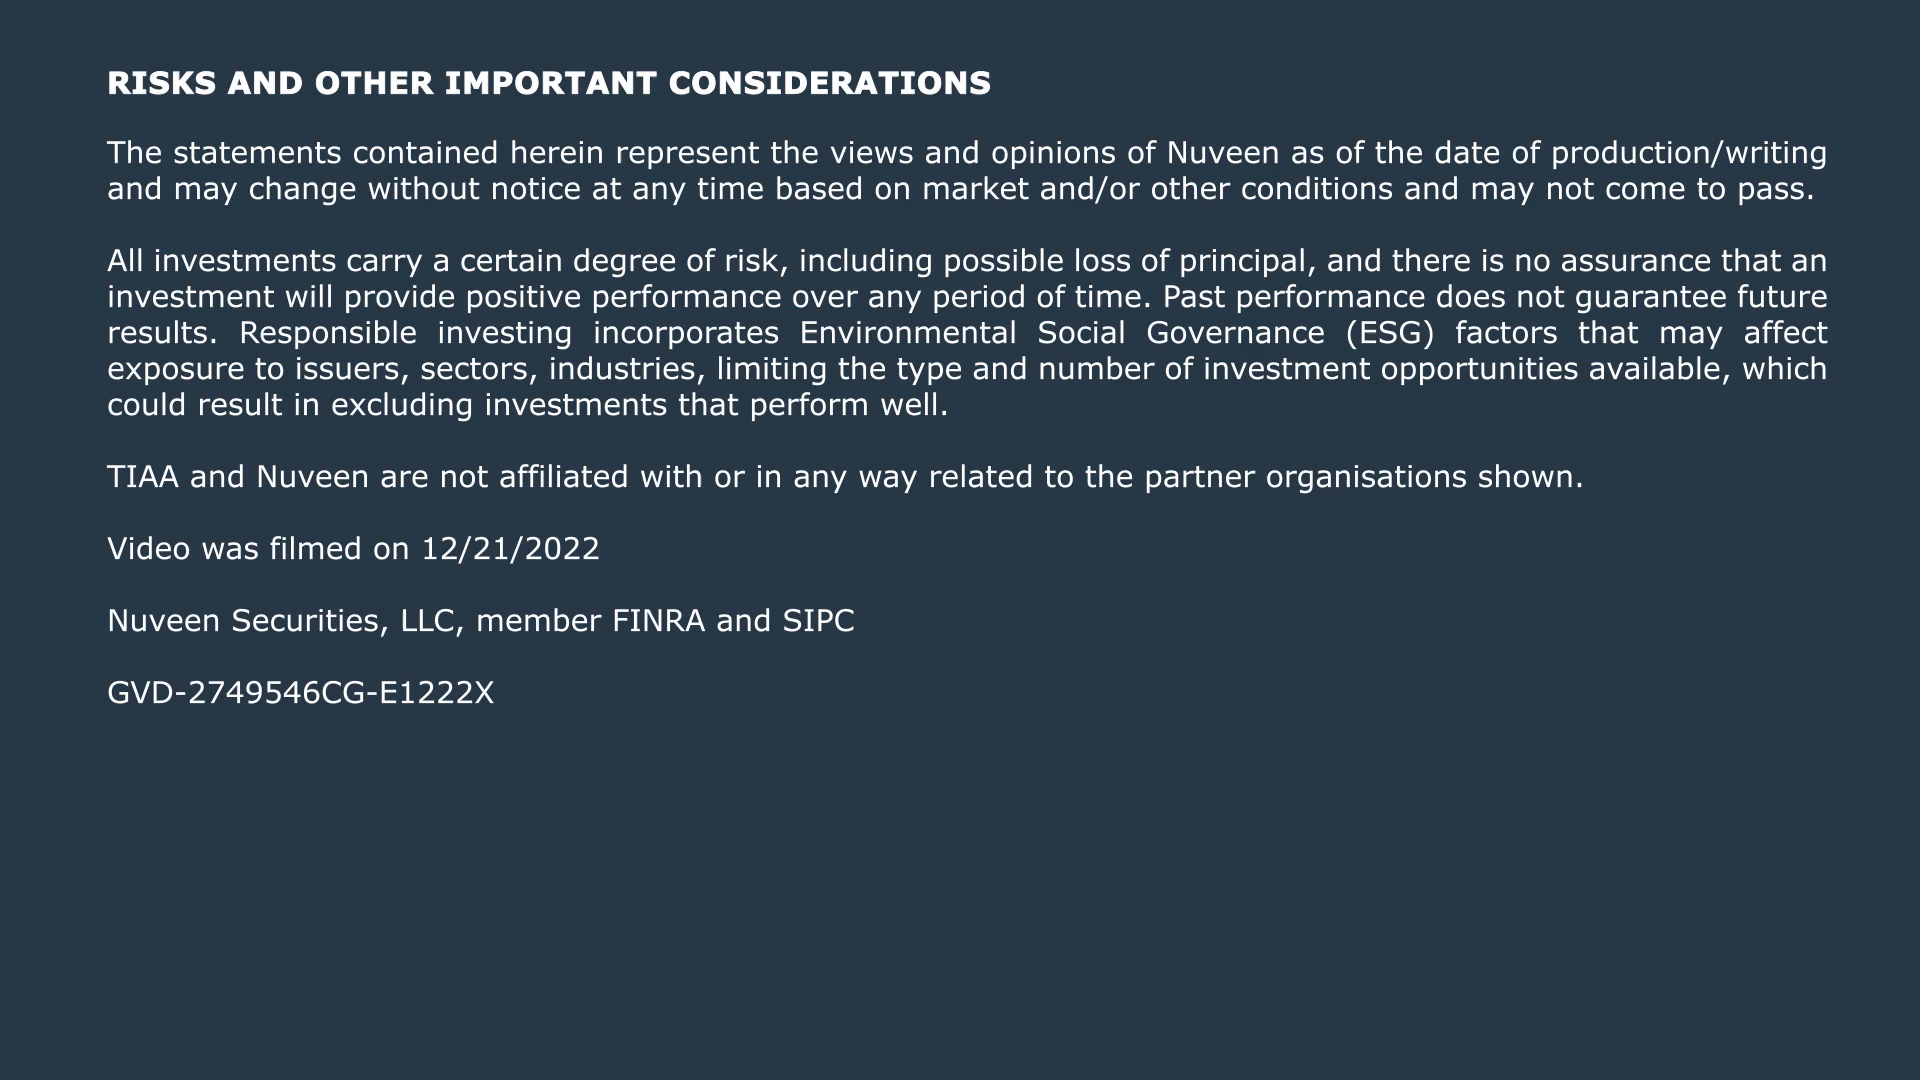 RISKS AND OTHER IMPORTANT CONSIDERATIONS
The statements contained herein represent the views and opinions of Nuveen as of the date of production/writing
and may change without notice at any time based on market and/or other conditions and may not come to pass.
All investments carry a certain degree of risk, including possible loss of principal, and there is no assurance that an
investment will provide positive performance over any period of time. Past performance does not guarantee future
results. Responsible investing incorporates Environmental Social Governance (ESG) factors that may affect
exposure to issuers, sectors, industries, limiting the type and number of investment opportunities available, which
could result in excluding investments that perform well.
TIAA and Nuveen are not affiliated with or in any way related to the partner organisations shown.
Video was filmed on 12/21/2022
Nuveen Securities, LLC, member FINRA and SIPC
GVD-2749546CG-E1222X